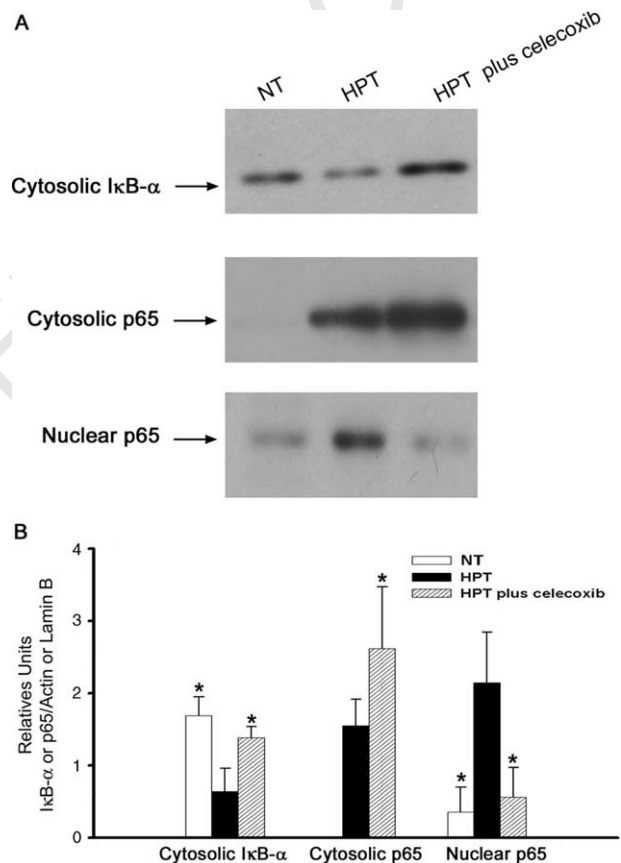 A
NT HPT HPT plus celecoxib
Cytosolic IκB-α
Cytosolic p65
Nuclear p65
B
Relatives Units
IκB-α or p65/Actin or Lamin B
4
3
2
1
0
NT
HPT
HPT plus celecoxib
* * * * *
Cytosolic IκB-α Cytosolic p65 Nuclear p65